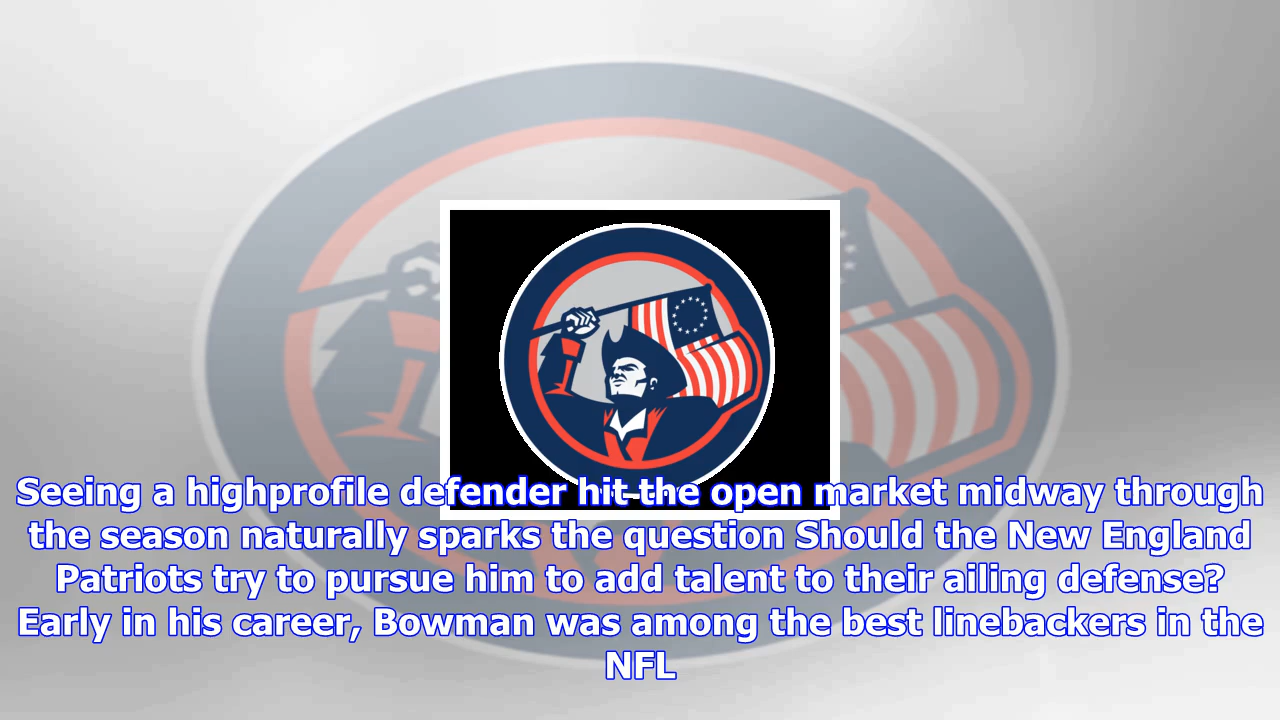 Seeing a highprofile defender hit the open market midway through
the season naturally sparks the question Should the New England
Patriots try to pursue him to add talent to their ailing defense?
Early in his career, Bowman was among the best linebackers in the
NFL